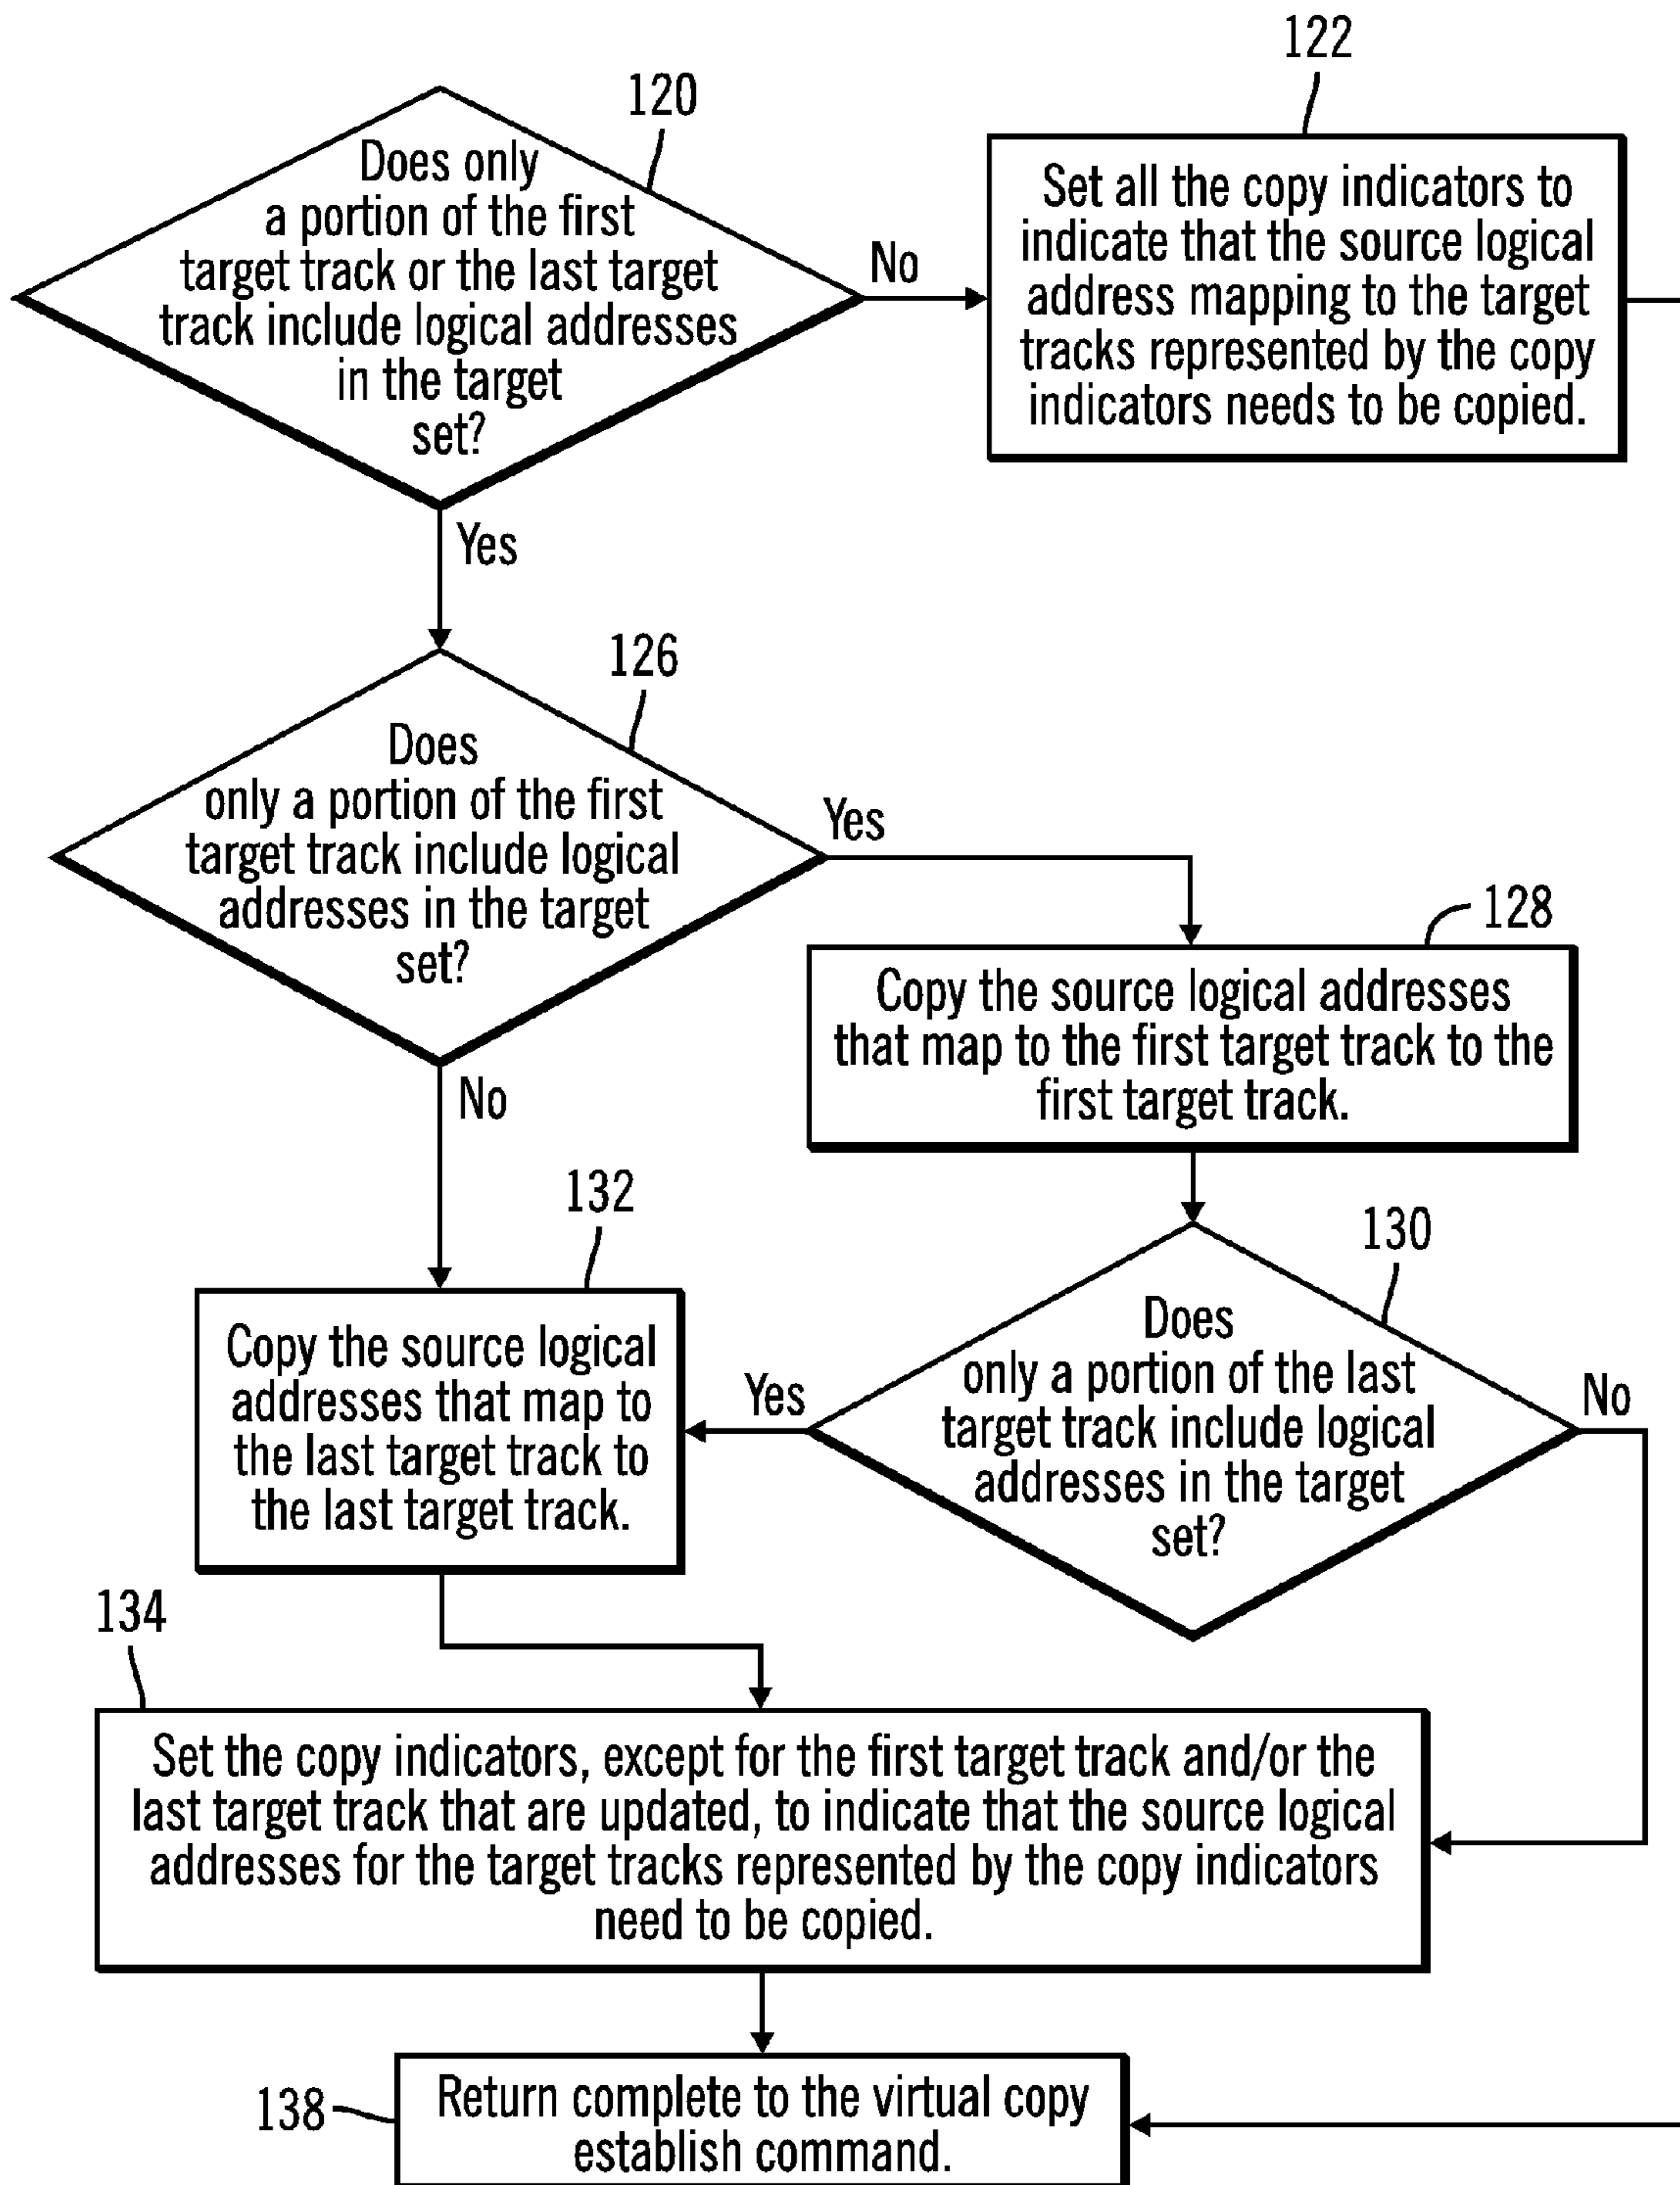 120
Does only
a portion of the first
target track or the last target
track include logical addresses
in the target
set?
No
122
Set all the copy indicators to
indicate that the source logical
address mapping to the target
tracks represented by the copy
indicators needs to be copied.
Yes
126
Does
only a portion of the first
target track include logical
addresses in the target
set?
Yes
128
Copy the source logical addresses
that map to the first target track to the
first target track.
No
132
Copy the source logical
addresses that map to
the last target track to
the last target track.
130
Does
only a portion of the last
target track include logical
addresses in the target
set?
Yes
No
134
Set the copy indicators, except for the first target track and/or the
last target track that are updated, to indicate that the source logical
addresses for the target tracks represented by the copy indicators
need to be copied.
138
Return complete to the virtual copy
establish command.